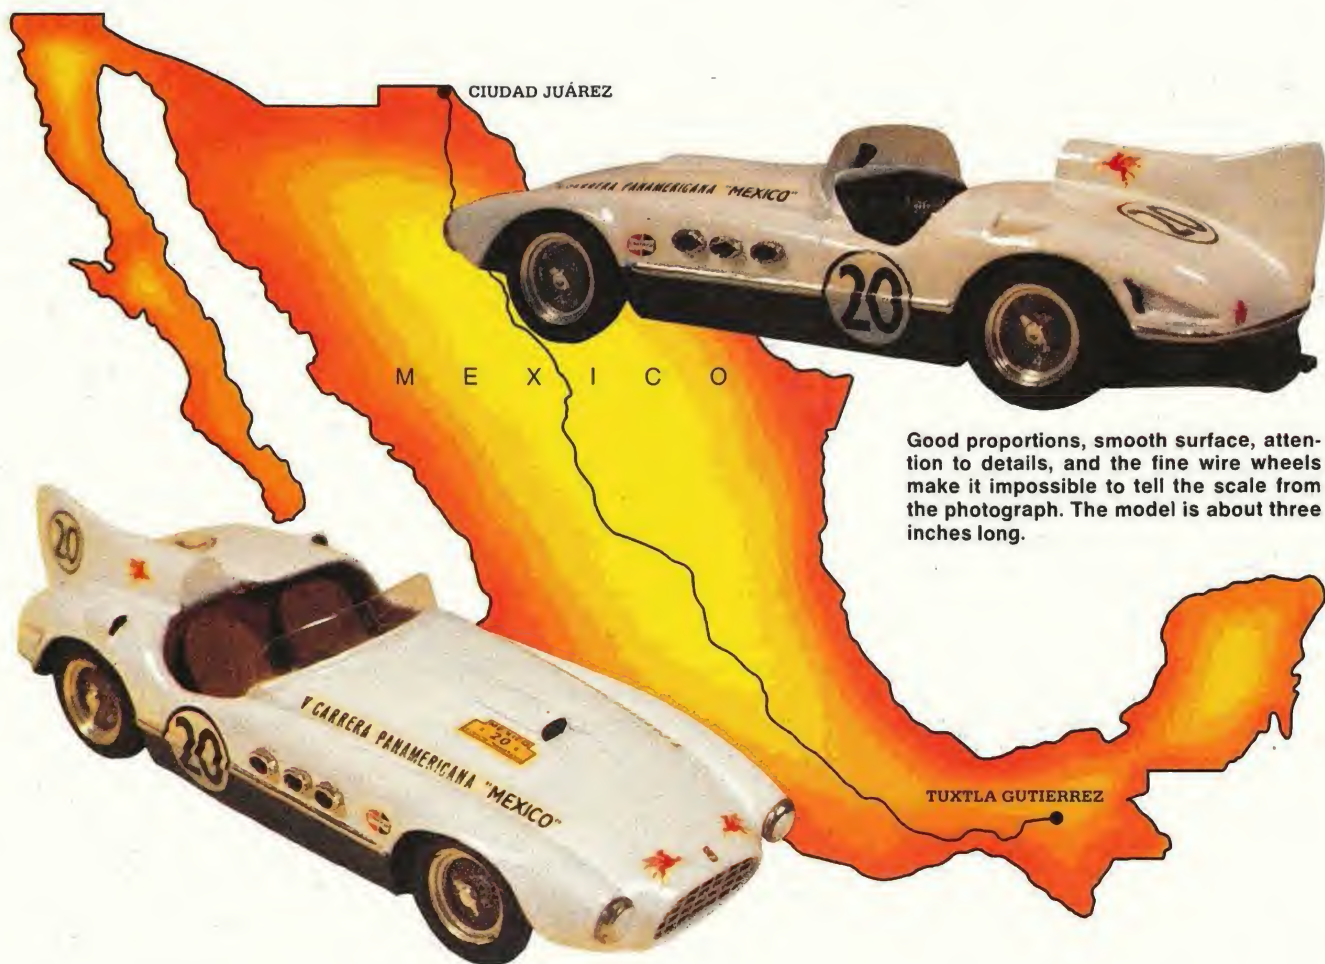 CIUDAD JUÁREZ
CARRERA PANAMERICANA "MEXICO"
20
20
M E X I C O
Good proportions, smooth surface, atten-
tion to details, and the fine wire wheels
make it impossible to tell the scale from
the photograph. The model is about three
inches long.
20
V CARRERA PANAMERICANA "MEXICO"
MEXICO
20
20
TUXTLA GUTIERREZ